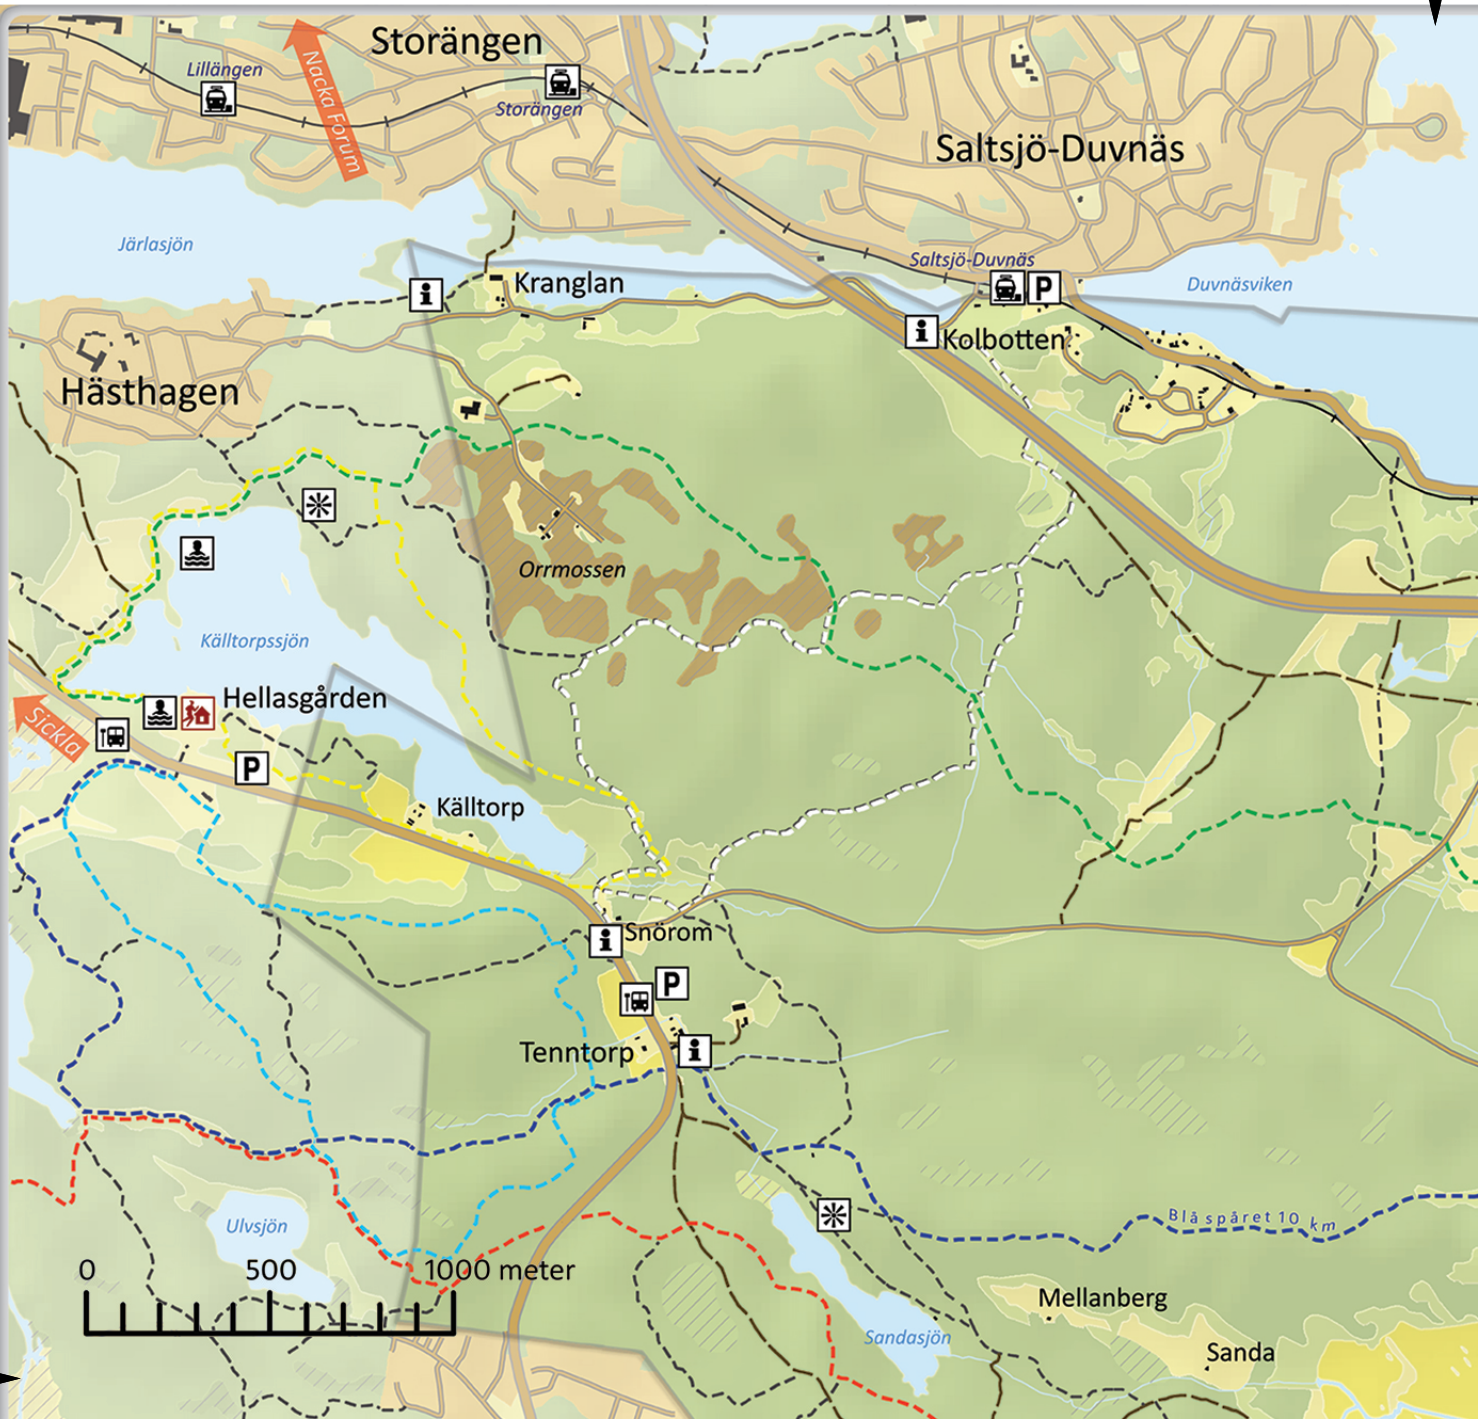 Storängen
Lillängen
Nacka Forum
Storängen
Saltsjö-Duvnäs
Järlasjön
Saltsjö-Duvnäs
P
Duvnäsviken
i
Kranglan
i
Kolbotten
Hästhagen
Orrmossen
Källtorpssjön
Hellasgården
Sickla
P
Källtorp
Snörom
i
P
Tenntorp
i
Ulvsjön
Blå spåret 10 km
0 500 1000 meter
Mellanberg
Sandasjön
Sanda